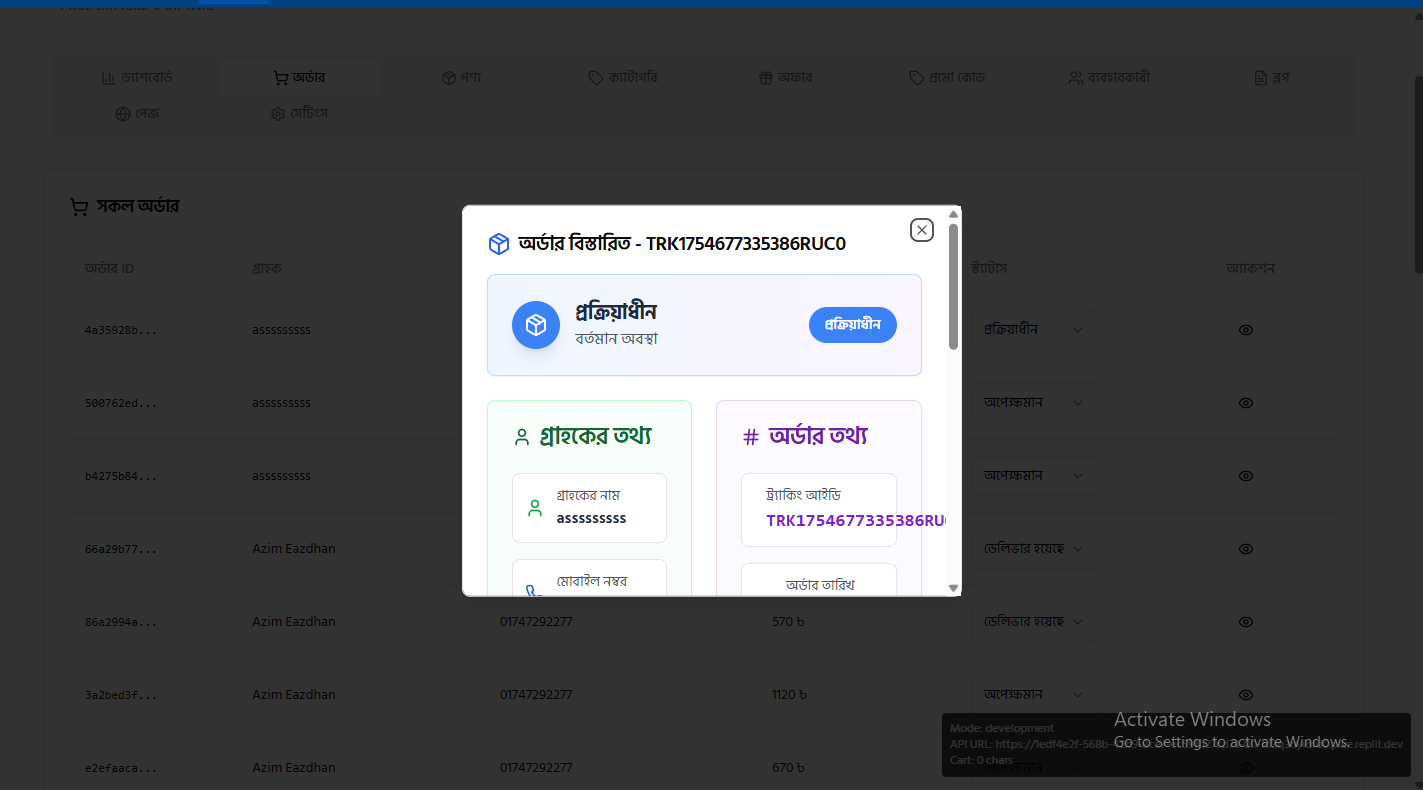 ড্যাশবোর্ড
অর্ডার
পণ্য
ক্যাটাগরি
অফার
প্রমো কোড
ব্যবহারকারী
ব্লগ
পেজ
সেটিংস
সকল অর্ডার
অর্ডার ID
গ্রাহক
স্ট্যাটাস
অ্যাকশন
4a35928b...
asssssssss
প্রক্রিয়াধীন
500762ed...
asssssssss
অপেক্ষমান
b4275b84...
asssssssss
অপেক্ষমান
66a29b77...
Azim Eazdhan
ডেলিভার হয়েছে
86a2994a...
Azim Eazdhan
01747292277
570 ৳
ডেলিভার হয়েছে
3a2bed3f...
Azim Eazdhan
01747292277
1120 ৳
অপেক্ষমান
e2efaaca...
Azim Eazdhan
01747292277
670 ৳
অর্ডার বিস্তারিত - TRK1754677335386RUC0
প্রক্রিয়াধীন
বর্তমান অবস্থা
প্রক্রিয়াধীন
গ্রাহকের তথ্য
গ্রাহকের নাম
asssssssss
মোবাইল নম্বর
অর্ডার তথ্য
ট্র্যাকিং আইডি
TRK1754677335386RU
অর্ডার তারিখ
Mode: development
API URL: https://1edf4e2f-568b-
Cart: 0 chars
Activate Windows
Go to Settings to activate Windows.